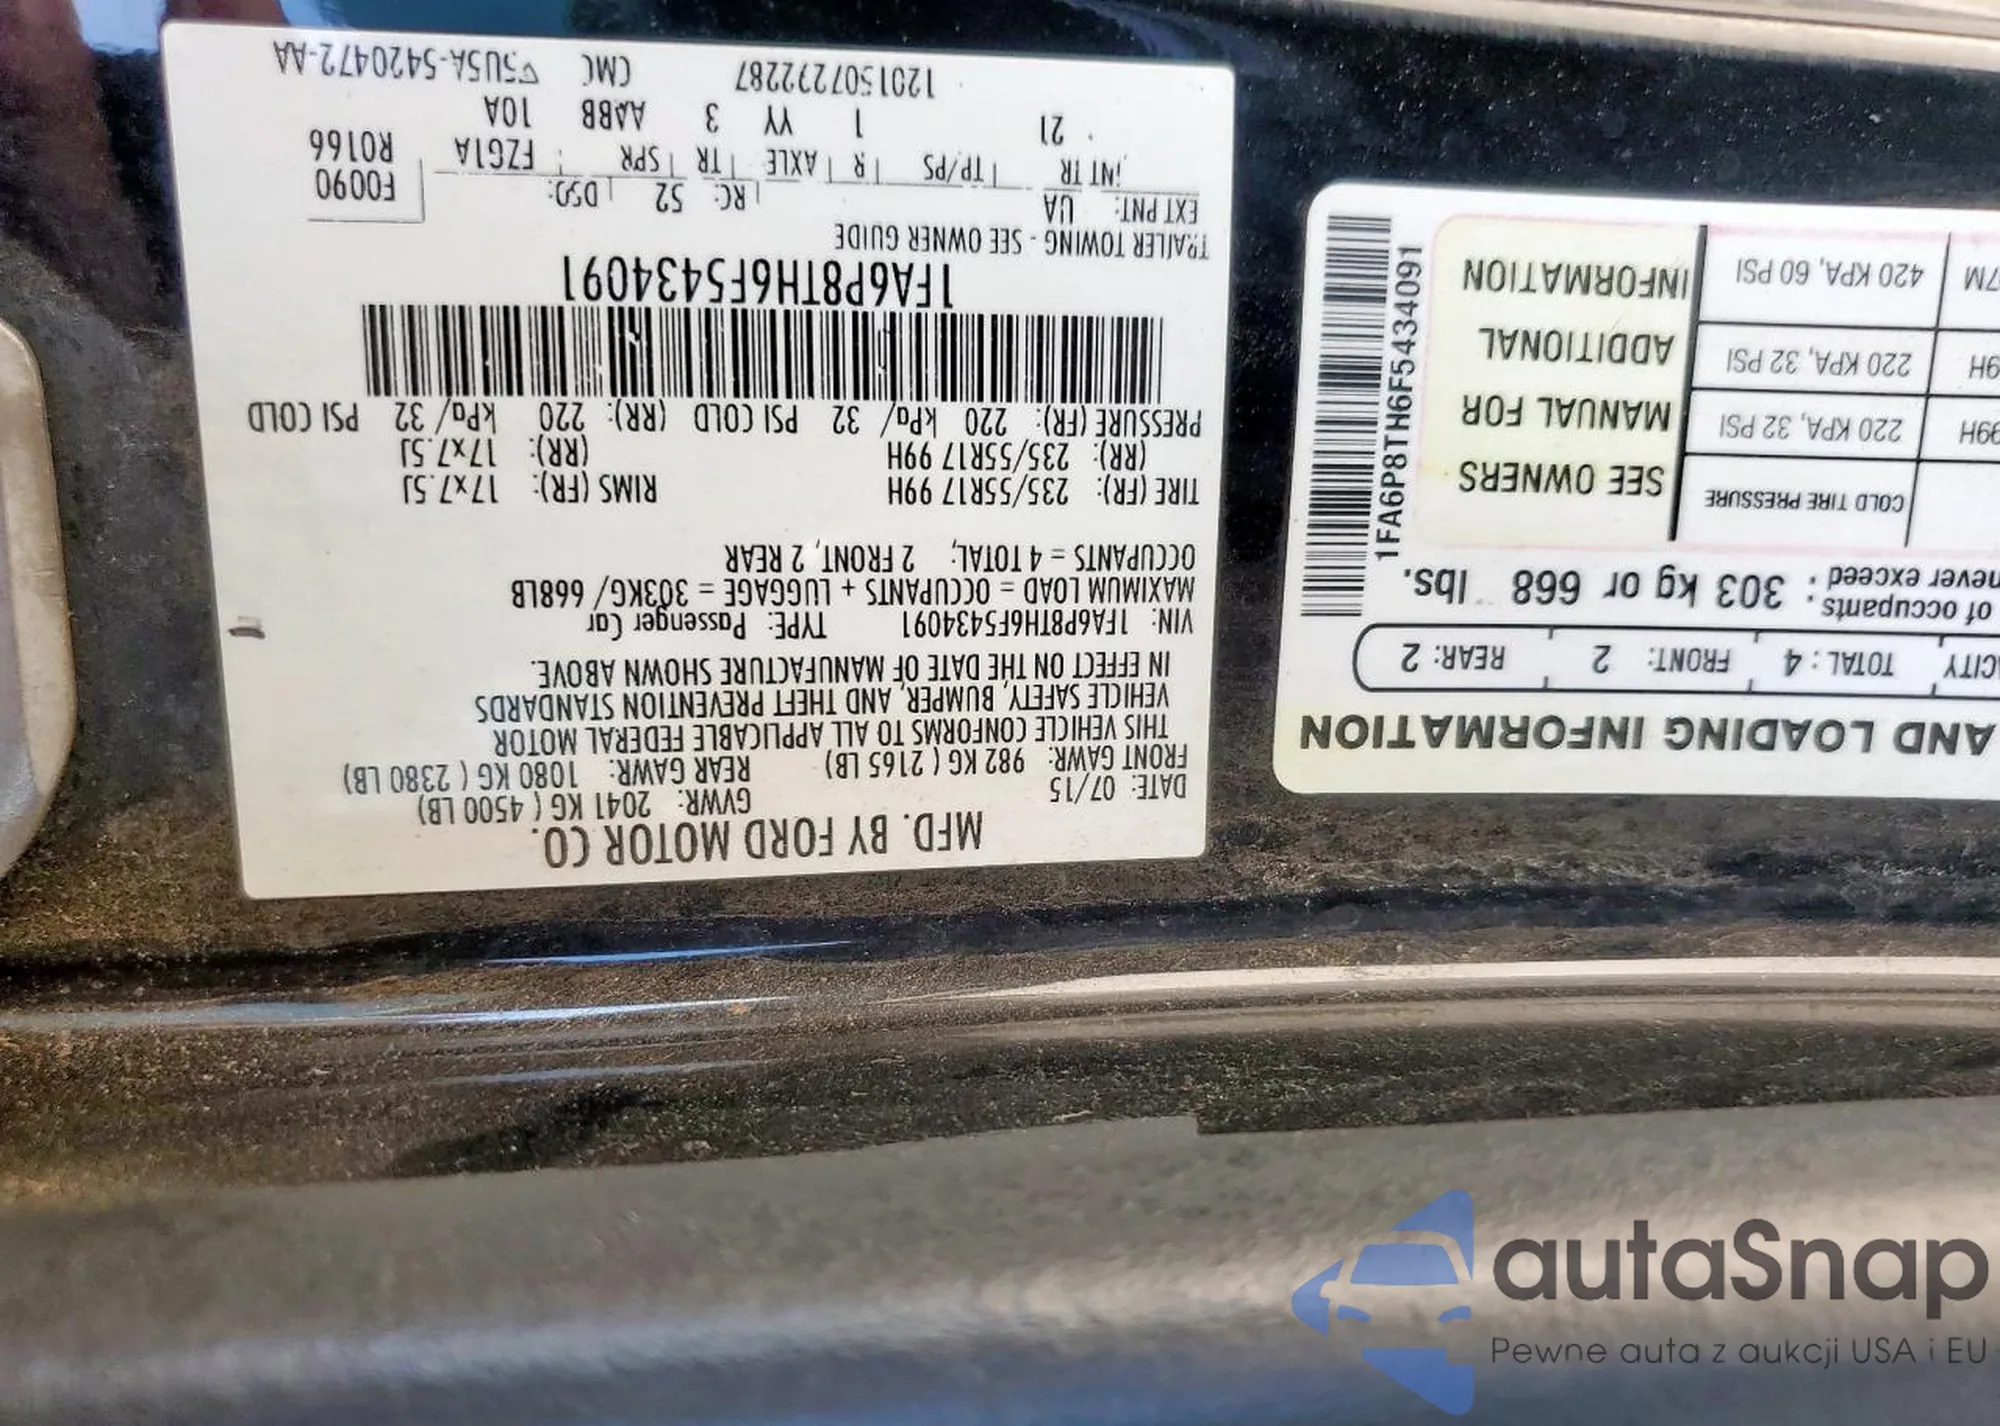 MFD. BY FORD MOTOR CO.
DATE: 07/15 GVWR: 2041 KG ( 4500 LB)
FRONT GAWR: 982 KG ( 2165 LB) REAR GAWR: 1080 KG ( 2380 LB)
THIS VEHICLE CONFORMS TO ALL APPLICABLE FEDERAL MOTOR
VEHICLE SAFETY, BUMPER, AND THEFT PREVENTION STANDARDS
IN EFFECT ON THE DATE OF MANUFACTURE SHOWN ABOVE.
VIN: 1FA6P8TH6F5434091 TYPE: Passenger Car
MAXIMUM LOAD = OCCUPANTS + LUGGAGE = 303KG/ 668LB
OCCUPANTS = 4 TOTAL, 2 FRONT, 2 REAR
TIRE (FR): 235/55R17 99H RIMS (FR): 17x7.5J
(RR): 235/55R17 99H (RR): 17x7.5J
PRESSURE (FR): 220 kPa/ 32 PSI COLD (RR): 220 kPa/ 32 PSI COLD
1FA6P8TH6F5434091
TRAILER TOWING - SEE OWNER GUIDE
EXT PNT: UA RC: 52 DSO: F0090
INT TR TP/PS R AXLE TR SPR FZG1A R0166
21 1 YY 3 AABB 10A
120150722287 CMC 5U5A-5420472-AA
AND LOADING INFORMATION
TOTAL : 4 FRONT: 2 REAR: 2
of occupants
never exceed : 303 kg or 668 lbs.
COLD TIRE PRESSURE
99H 220 KPA, 32 PSI
9H 220 KPA, 32 PSI
7M 420 KPA, 60 PSI
SEE OWNERS
MANUAL FOR
ADDITIONAL
INFORMATION
1FA6P8TH6F5434091
autaSnap
Pewne auta z aukcji USA i EU